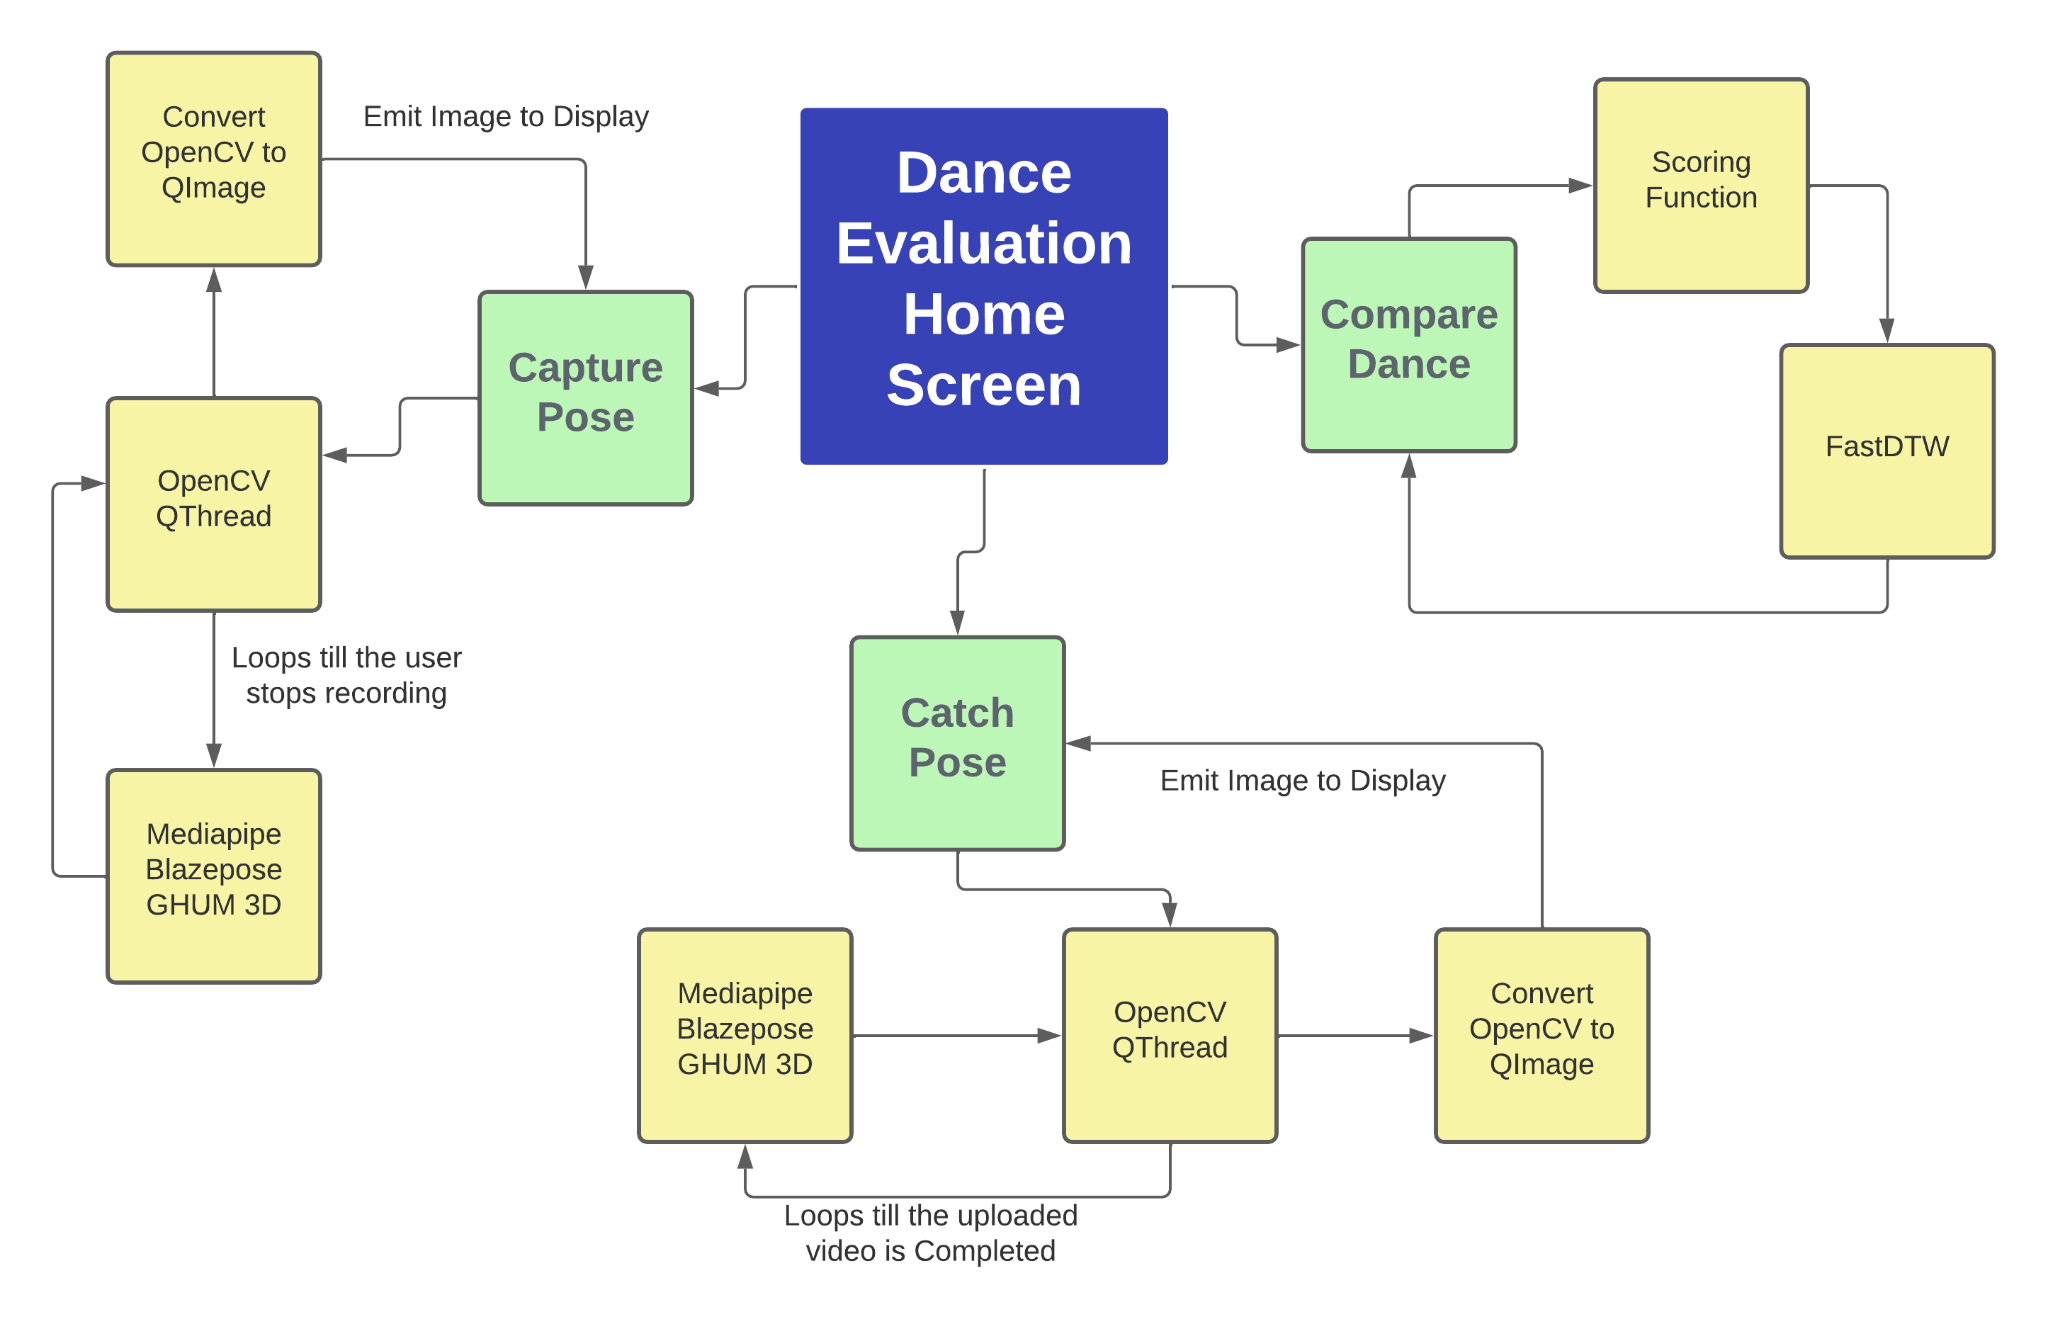 Convert
OpenCV to
QImage
Emit Image to Display
Dance
Evaluation
Home
Screen
Scoring
Function
Compare
Dance
Capture
Pose
FastDTW
OpenCV
QThread
Loops till the user
stops recording
Catch
Pose
Emit Image to Display
Mediapipe
Blazepose
GHUM 3D
Mediapipe
Blazepose
GHUM 3D
OpenCV
QThread
Convert
OpenCV to
QImage
Loops till the uploaded
video is Completed